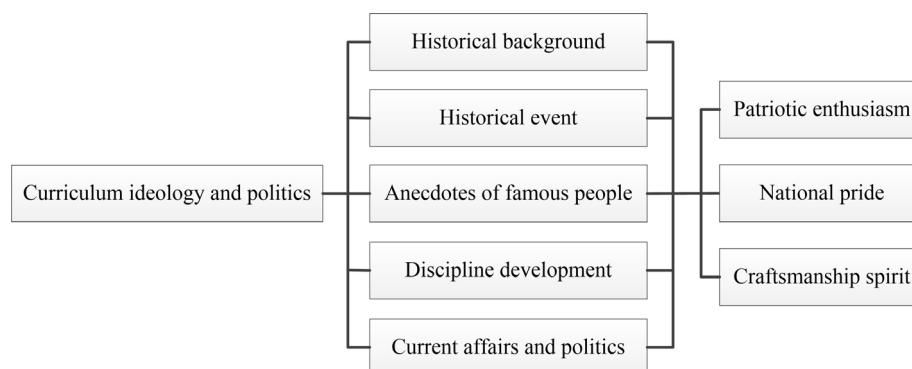 Curriculum ideology and politics
Historical background
Historical event
Anecdotes of famous people
Discipline development
Current affairs and politics
Patriotic enthusiasm
National pride
Craftsmanship spirit